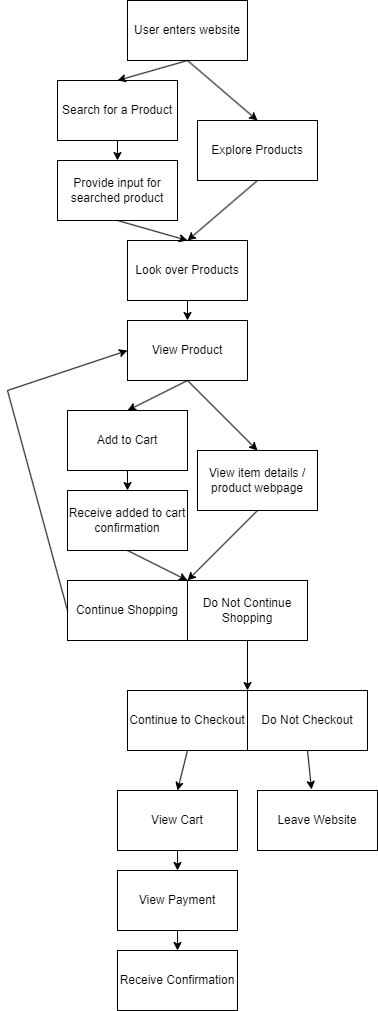 User enters website
Search for a Product
Explore Products
Provide input for
searched product
Look over Products
View Product
Add to Cart
View item details /
product webpage
Receive added to cart
confirmation
Continue Shopping
Do Not Continue
Shopping
Continue to Checkout
Do Not Checkout
View Cart
Leave Website
View Payment
Receive Confirmation